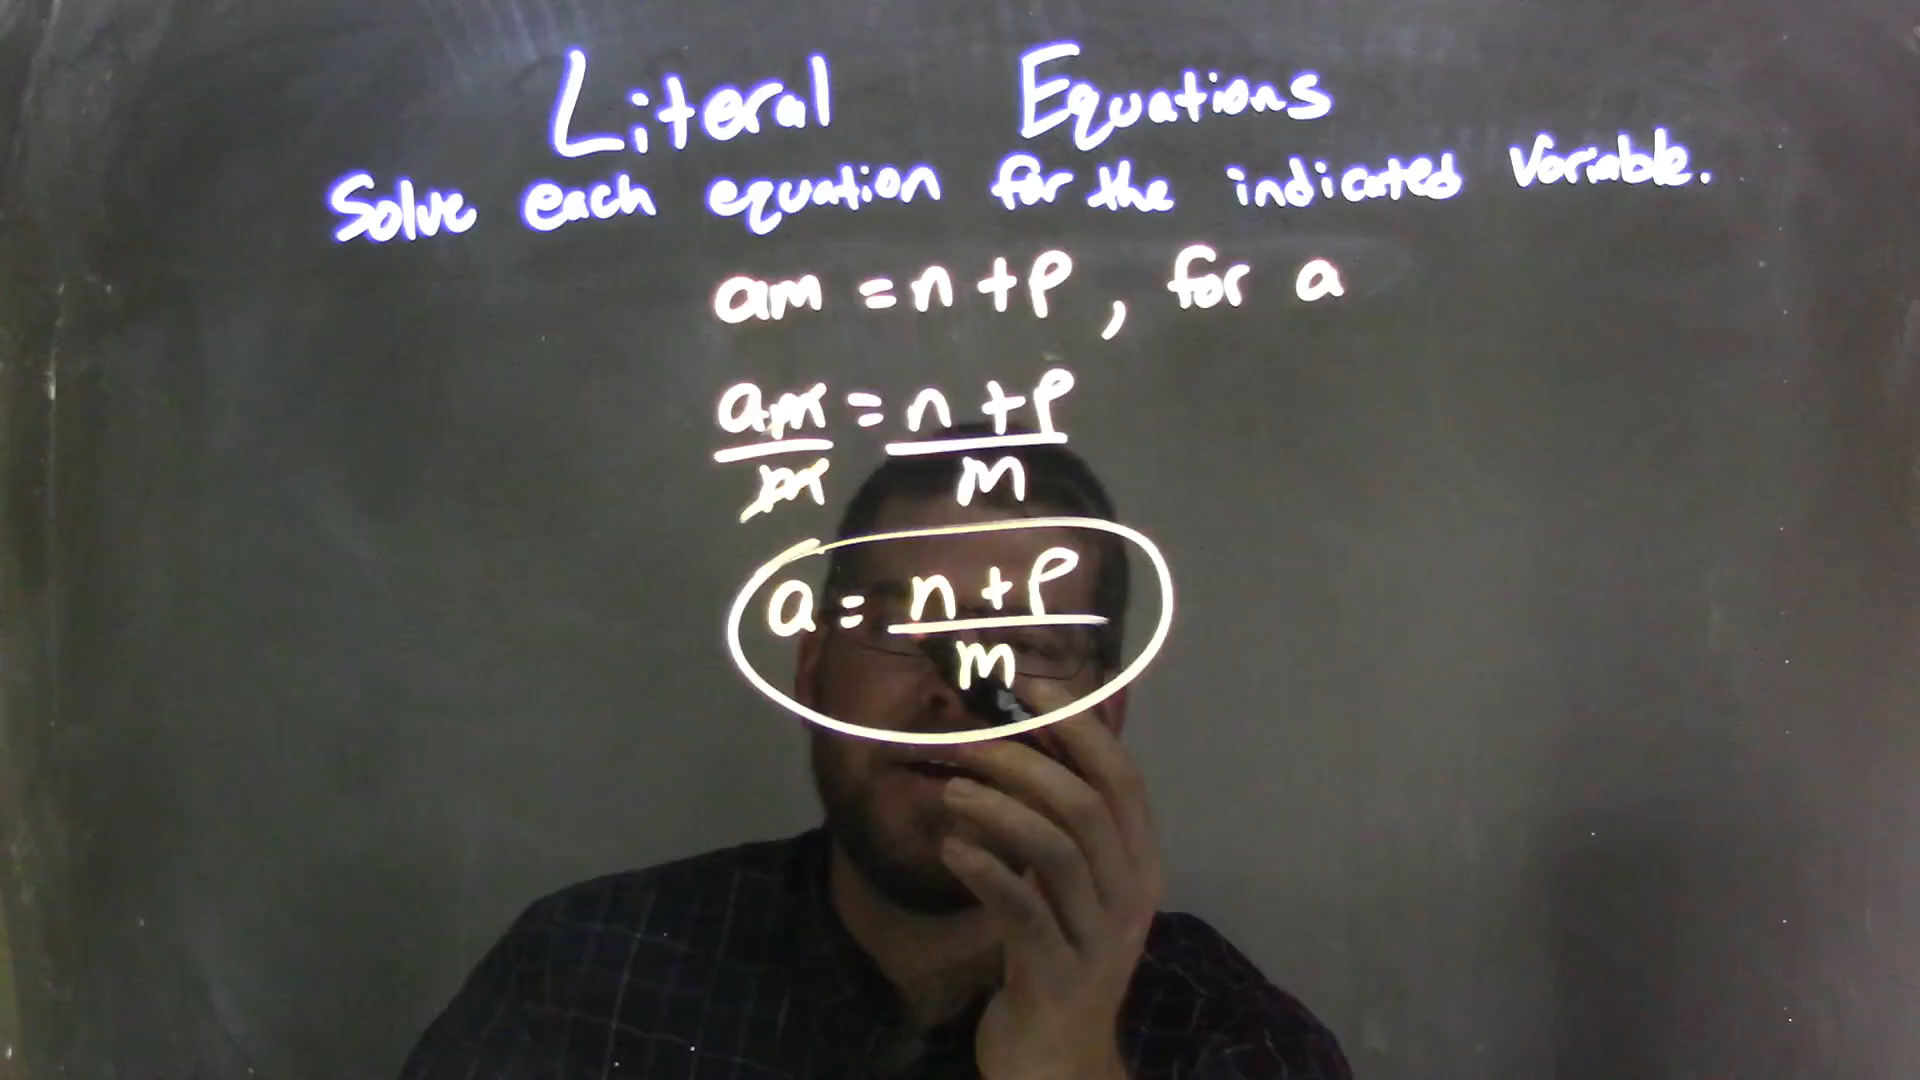 Literal Equations
Solve each equation for the indicated variable.
am = n + p , for a
am/m = n + p/m
a = n + p/m